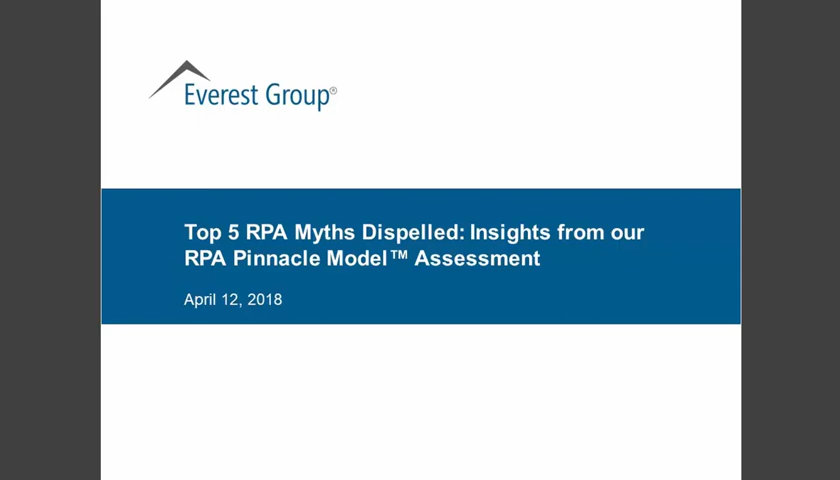 Everest Group®
Top 5 RPA Myths Dispelled: Insights from our
RPA Pinnacle Model™ Assessment
April 12, 2018